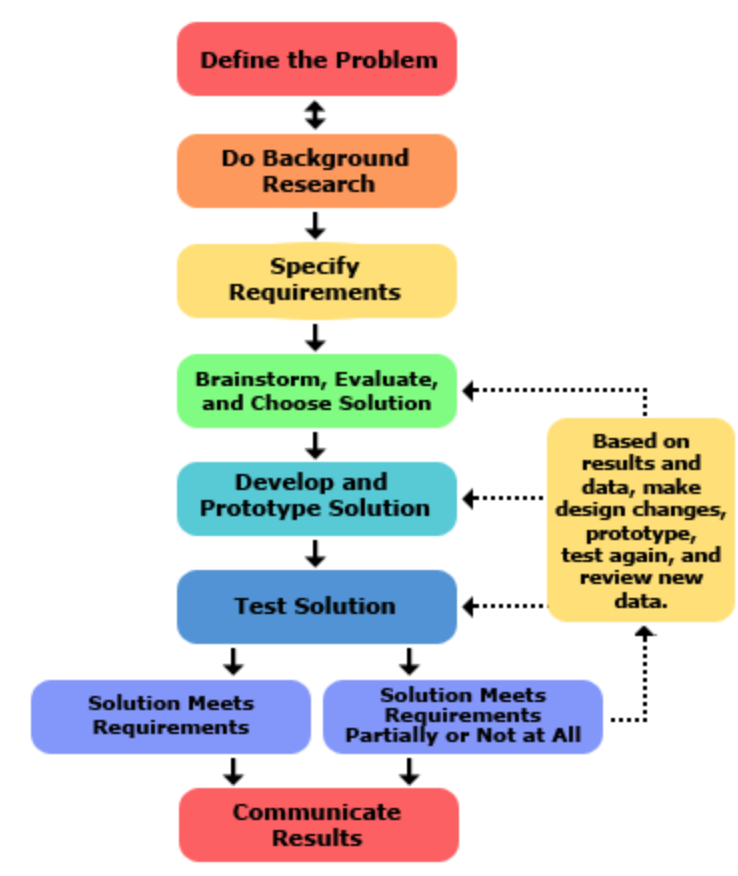 Define the Problem
Do Background
Research
Specify
Requirements
Brainstorm, Evaluate,
and Choose Solution
Develop and
Prototype Solution
Test Solution
Based on
results and
data, make
design changes,
prototype,
test again, and
review new
data.
Solution Meets
Requirements
Solution Meets
Requirements
Partially or Not at All
Communicate
Results